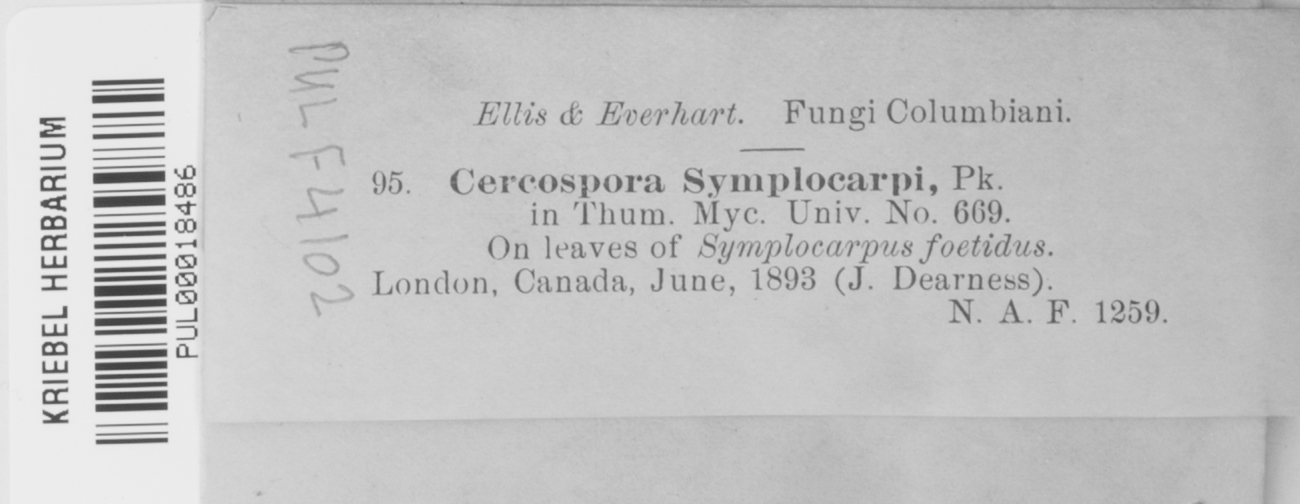 KRIEBEL HERBARIUM
PUL00018486
PUL F4102
Ellis & Everhart. Fungi Columbiani.
95. Cercospora Symplocarpi, Pk.
in Thum. Myc. Univ. No. 669.
On leaves of Symplocarpus foetidus.
London, Canada, June, 1893 (J. Dearness).
N. A. F. 1259.